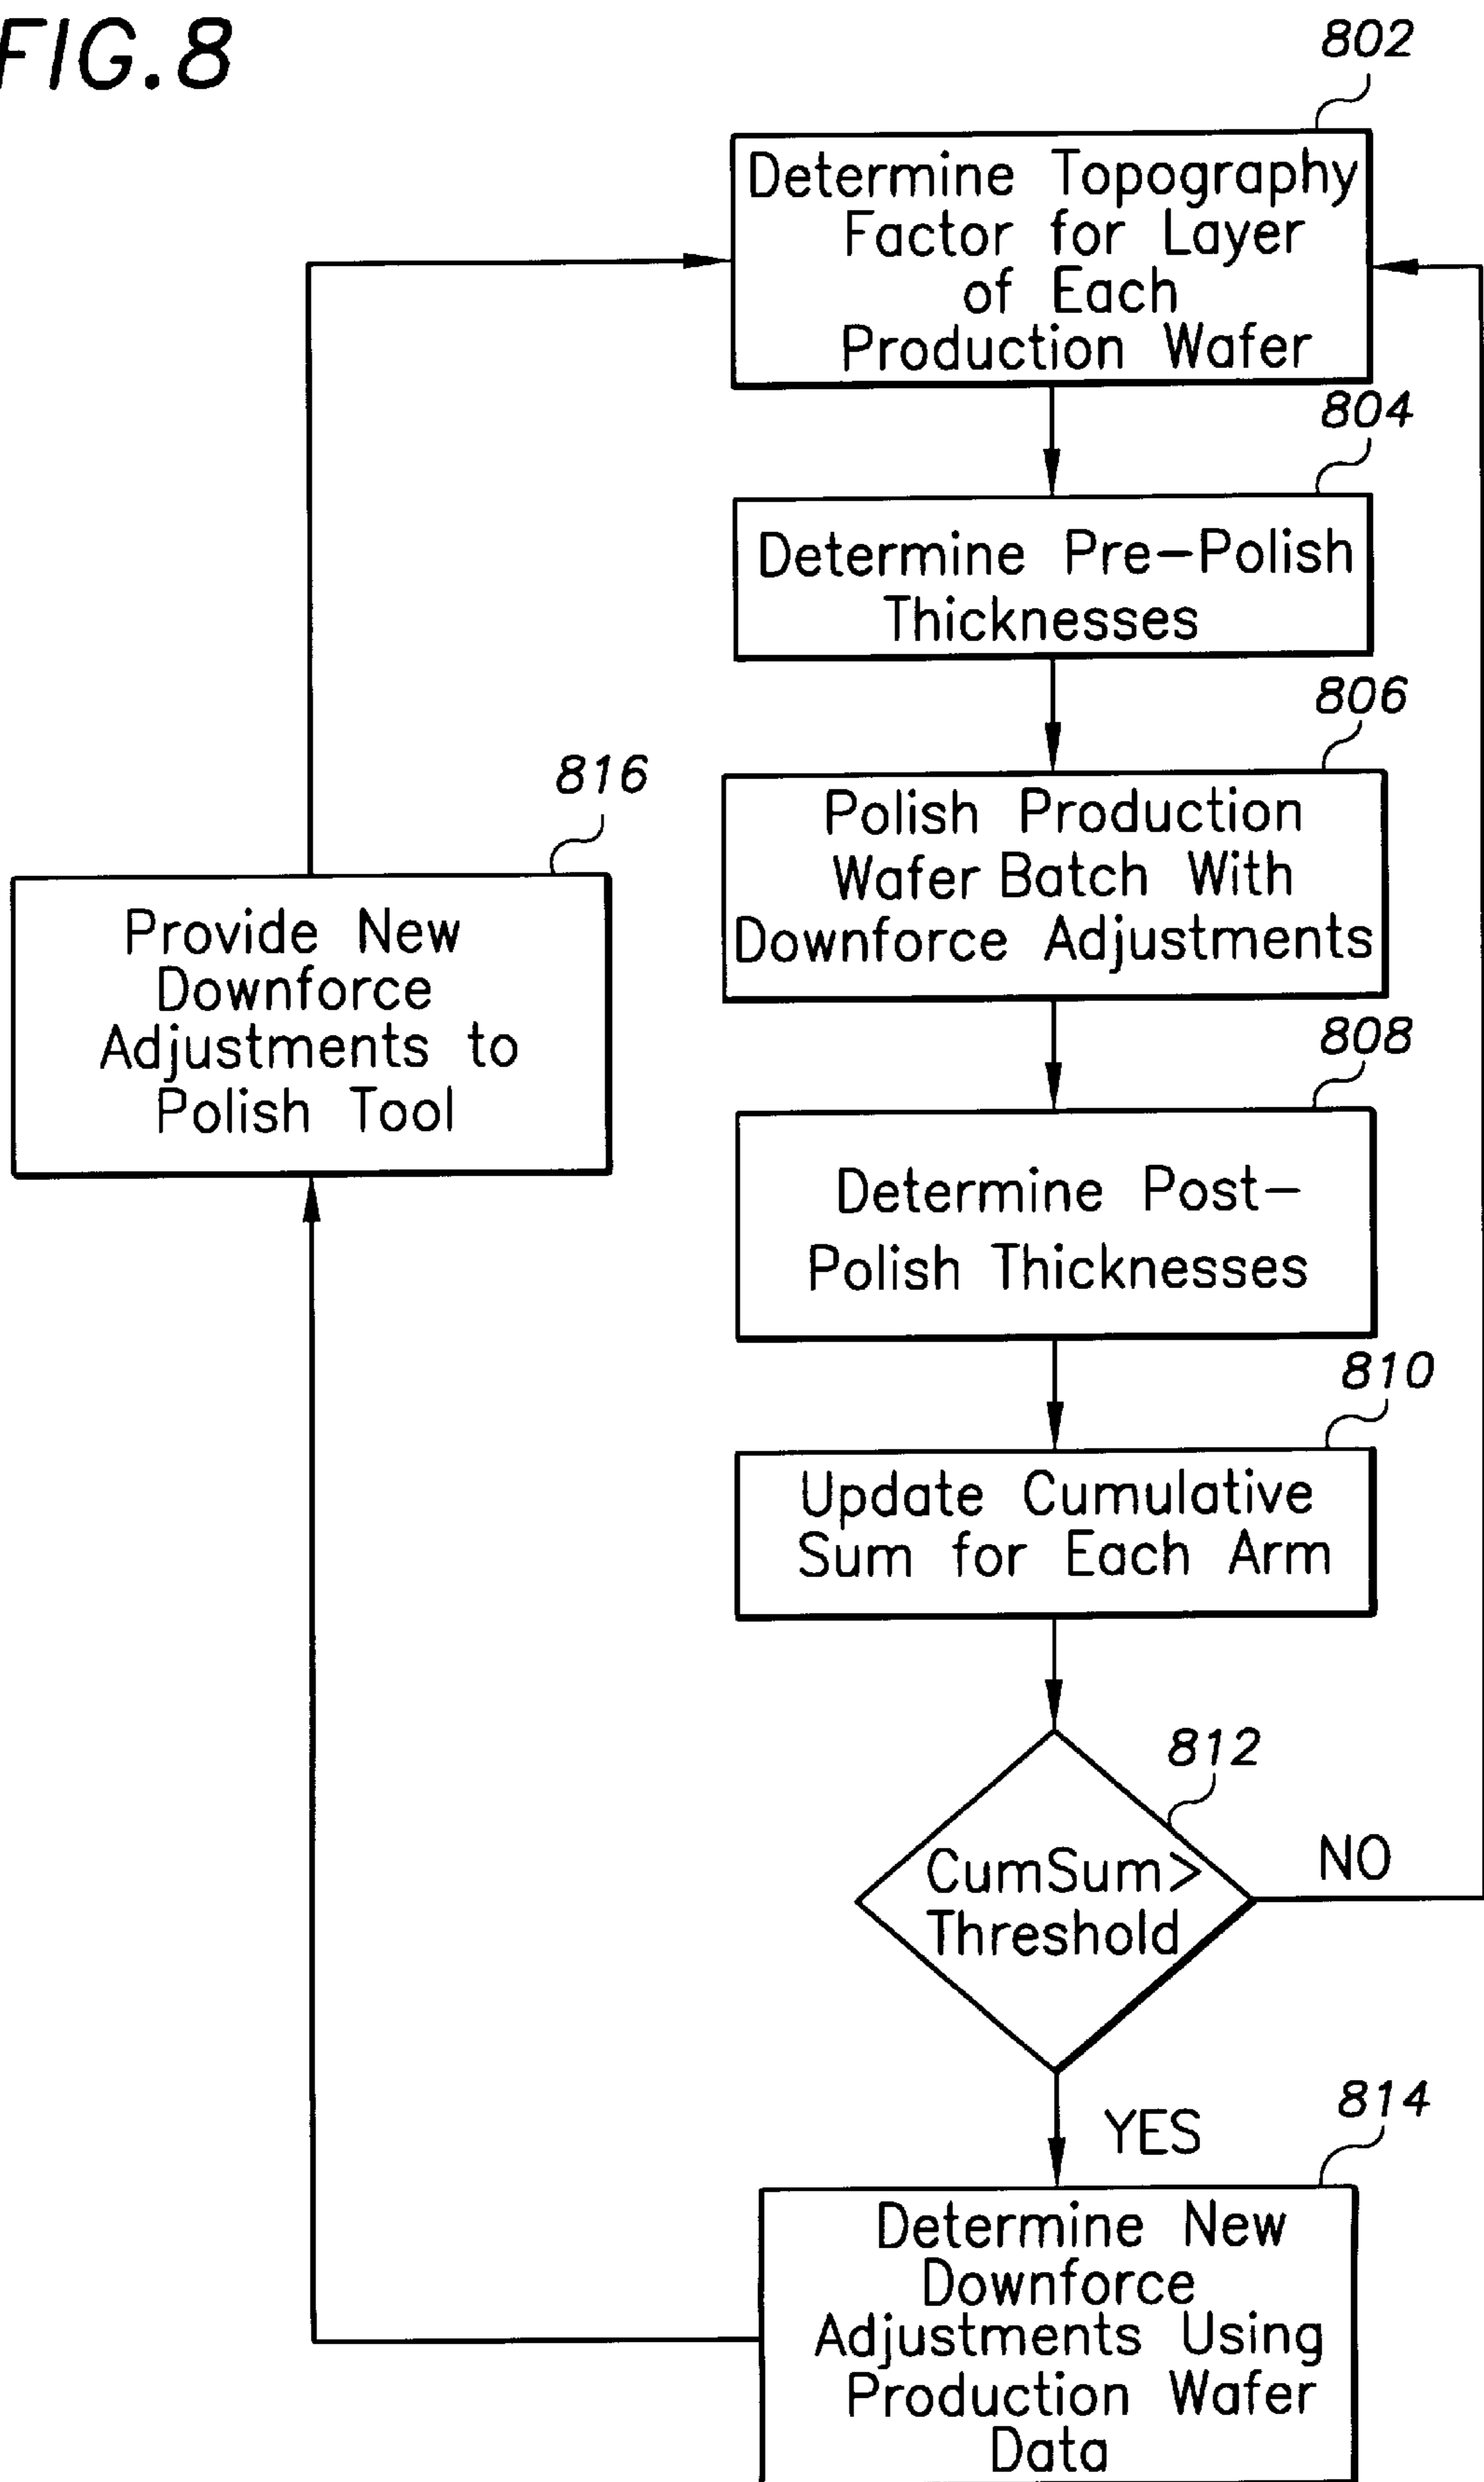 FIG.8
802
Determine Topography
Factor for Layer
of Each
Production Wafer
804
Determine Pre-Polish
Thicknesses
806
Polish Production
Wafer Batch With
Downforce Adjustments
816
Provide New
Downforce
Adjustments to
Polish Tool
808
Determine Post-
Polish Thicknesses
810
Update Cumulative
Sum for Each Arm
812
CumSum>
Threshold
NO
YES
814
Determine New
Downforce
Adjustments Using
Production Wafer
Data